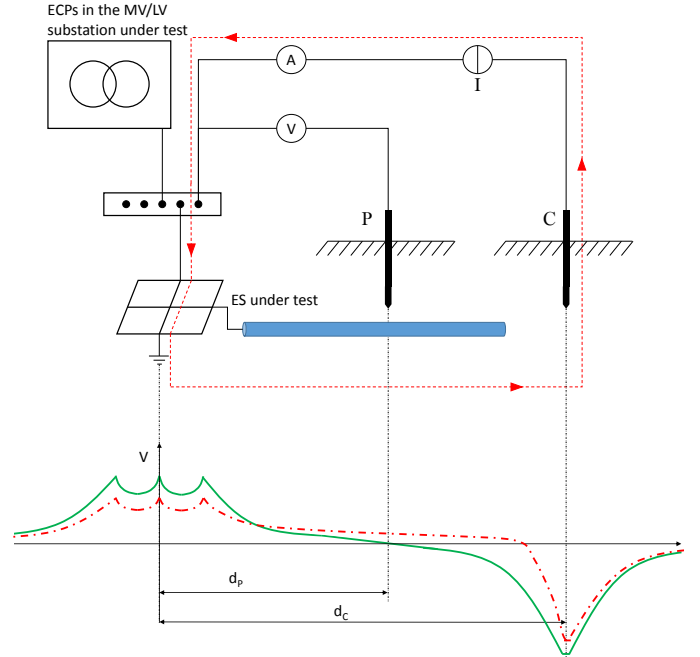 ECPs in the MV/LV
substation under test
A
I
V
P
C
ES under test
V
dP
dC